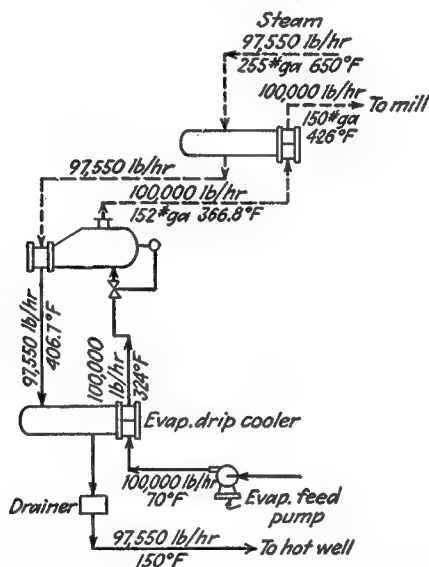 Steam
97,550 lb/hr
255#ga 650°F
100,000 lb/hr
150#ga
426°F
To mill
97,550 lb/hr
100,000 lb/hr
152#ga 366.8°F
97,550 lb/hr
406.7°F
100,000
lb/hr
324°F
Evap. drip cooler
100,000 lb/hr
70°F
Evap. feed
pump
Drainer
97,550 lb/hr
150°F
To hot well